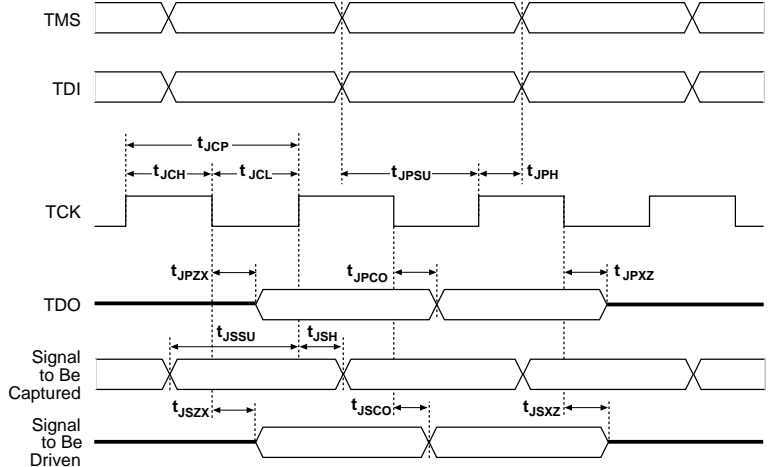 TMS
TDI
tJCP
tJCH tJCL tJPSU tJPH
TCK
tJPZX tJPCO tJPXZ
TDO
tJSSU tJSH
Signal
to Be
Captured
tJSZX tJSCO tJSXZ
Signal
to Be
Driven